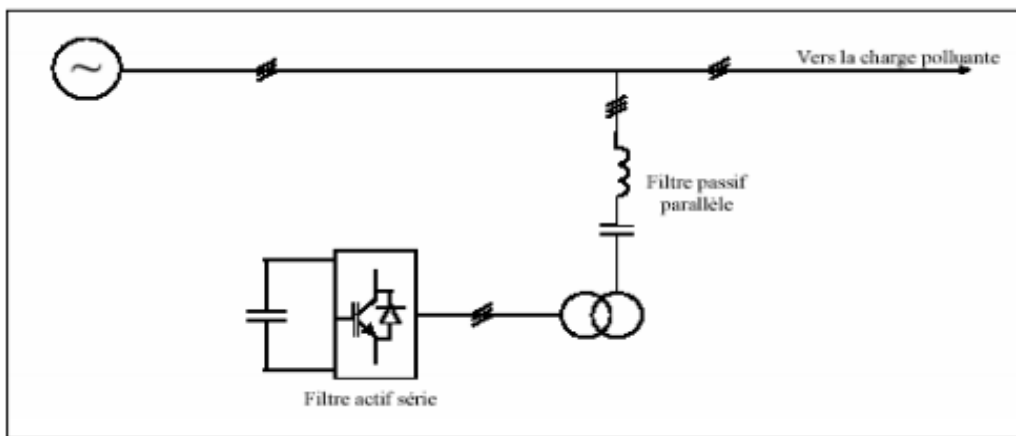 Vers la charge polluante
Filtre passif
parallèle
Filtre actif série